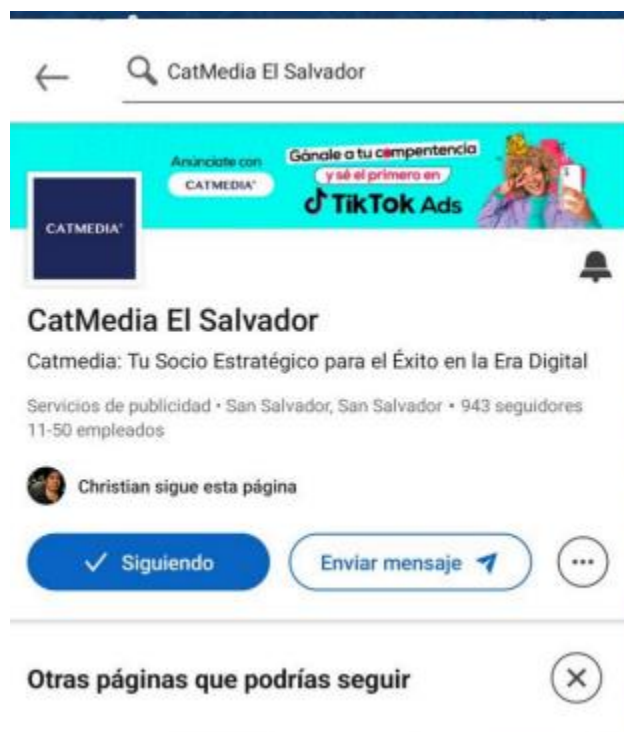 CatMedia El Salvador
Anúnciate con
CATMEDIA
Gánale a tu compentencia
y sé el primero en
TikTok Ads
CATMEDIA
CatMedia El Salvador
Catmedia: Tu Socio Estratégico para el Éxito en la Era Digital
Servicios de publicidad • San Salvador, San Salvador • 943 seguidores
11-50 empleados
Christian sigue esta página
Siguiendo
Enviar mensaje
Otras páginas que podrías seguir